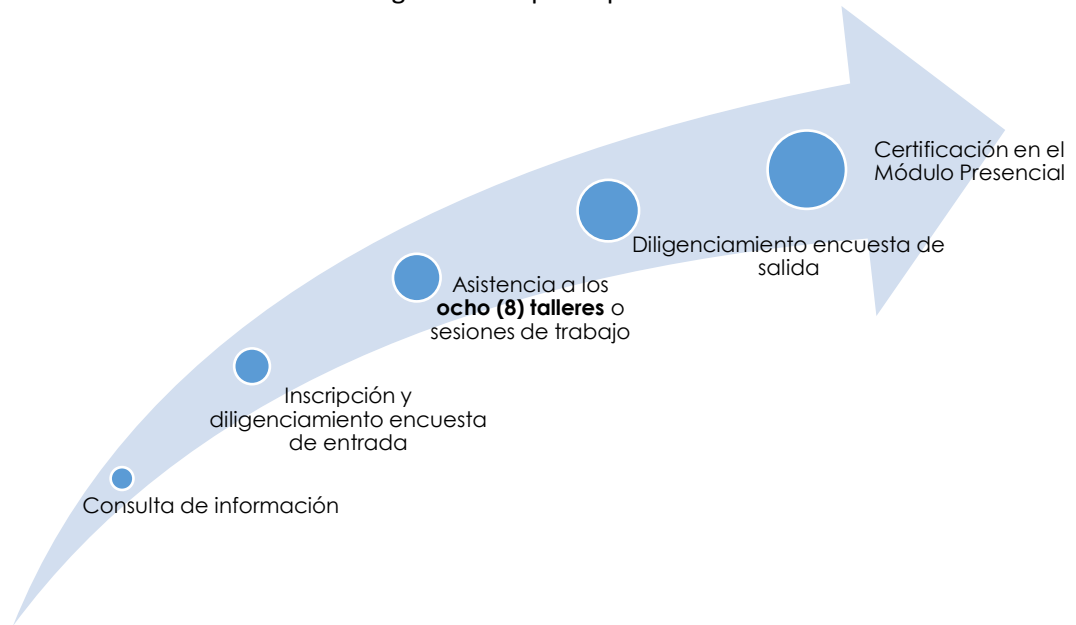 Consulta de información
Inscripción y
diligenciamiento encuesta
de entrada
Asistencia a los
ocho (8) talleres o
sesiones de trabajo
Diligenciamiento encuesta de
salida
Certificación en el
Módulo Presencial